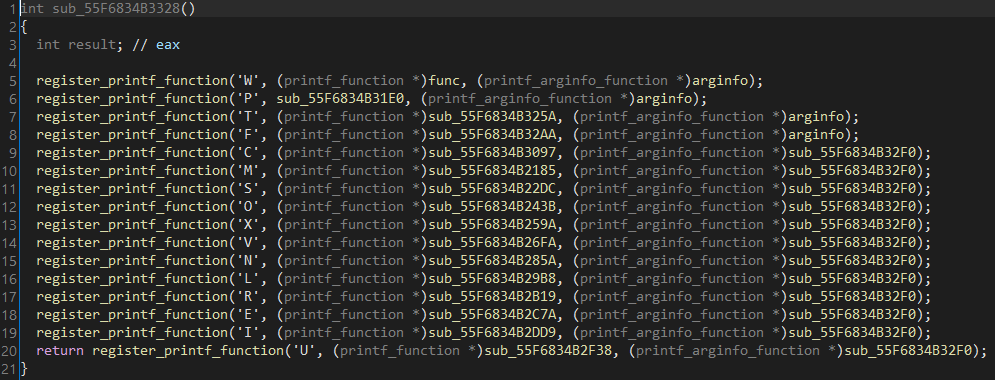 1 int sub_55F6834B3328()
2 {
3 int result; // eax
4
5 register_printf_function('W', (printf_function *)func, (printf_arginfo_function *)arginfo);
6 register_printf_function('P', sub_55F6834B31E0, (printf_arginfo_function *)arginfo);
7 register_printf_function('T', (printf_function *)sub_55F6834B325A, (printf_arginfo_function *)arginfo);
8 register_printf_function('F', (printf_function *)sub_55F6834B32AA, (printf_arginfo_function *)arginfo);
9 register_printf_function('C', (printf_function *)sub_55F6834B3097, (printf_arginfo_function *)sub_55F6834B32F0);
10 register_printf_function('M', (printf_function *)sub_55F6834B2185, (printf_arginfo_function *)sub_55F6834B32F0);
11 register_printf_function('S', (printf_function *)sub_55F6834B22DC, (printf_arginfo_function *)sub_55F6834B32F0);
12 register_printf_function('O', (printf_function *)sub_55F6834B243B, (printf_arginfo_function *)sub_55F6834B32F0);
13 register_printf_function('X', (printf_function *)sub_55F6834B259A, (printf_arginfo_function *)sub_55F6834B32F0);
14 register_printf_function('V', (printf_function *)sub_55F6834B26FA, (printf_arginfo_function *)sub_55F6834B32F0);
15 register_printf_function('N', (printf_function *)sub_55F6834B285A, (printf_arginfo_function *)sub_55F6834B32F0);
16 register_printf_function('L', (printf_function *)sub_55F6834B29B8, (printf_arginfo_function *)sub_55F6834B32F0);
17 register_printf_function('R', (printf_function *)sub_55F6834B2B19, (printf_arginfo_function *)sub_55F6834B32F0);
18 register_printf_function('E', (printf_function *)sub_55F6834B2C7A, (printf_arginfo_function *)sub_55F6834B32F0);
19 register_printf_function('I', (printf_function *)sub_55F6834B2DD9, (printf_arginfo_function *)sub_55F6834B32F0);
20 return register_printf_function('U', (printf_function *)sub_55F6834B2F38, (printf_arginfo_function *)sub_55F6834B32F0);
21 }